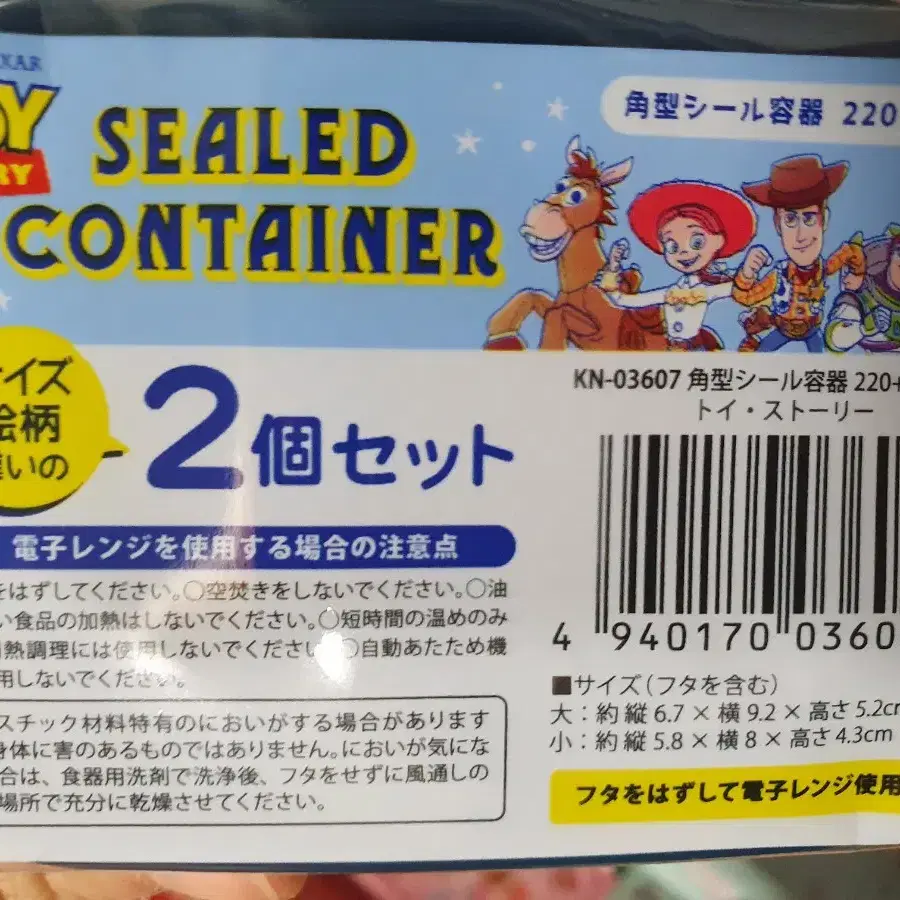 XAR
OY
RY
SEALED
CONTAINER
角型シール容器 220
イズ
絵柄
違いの
2個セット
KN-03607 角型シール容器 220+
トイ・ストーリー
電子レンジを使用する場合の注意点
をはずしてください。○空焚きをしないでください。○油
い食品の加熱はしないでください。○短時間の温めのみ
熱調理には使用しないでください。○自動あたため機
用しないでください。
スチック材料特有のにおいがする場合があります
身体に害のあるものではありません。においが気にな
合は、食器用洗剤で洗浄後、フタをせずに風通しの
場所で充分に乾燥させてください。
4 940170 0360
■サイズ(フタを含む)
大：約 縦 6.7 × 横 9.2 × 高さ 5.2c
小：約 縦 5.8 × 横 8 × 高さ 4.3cm
フタをはずして電子レンジ使用